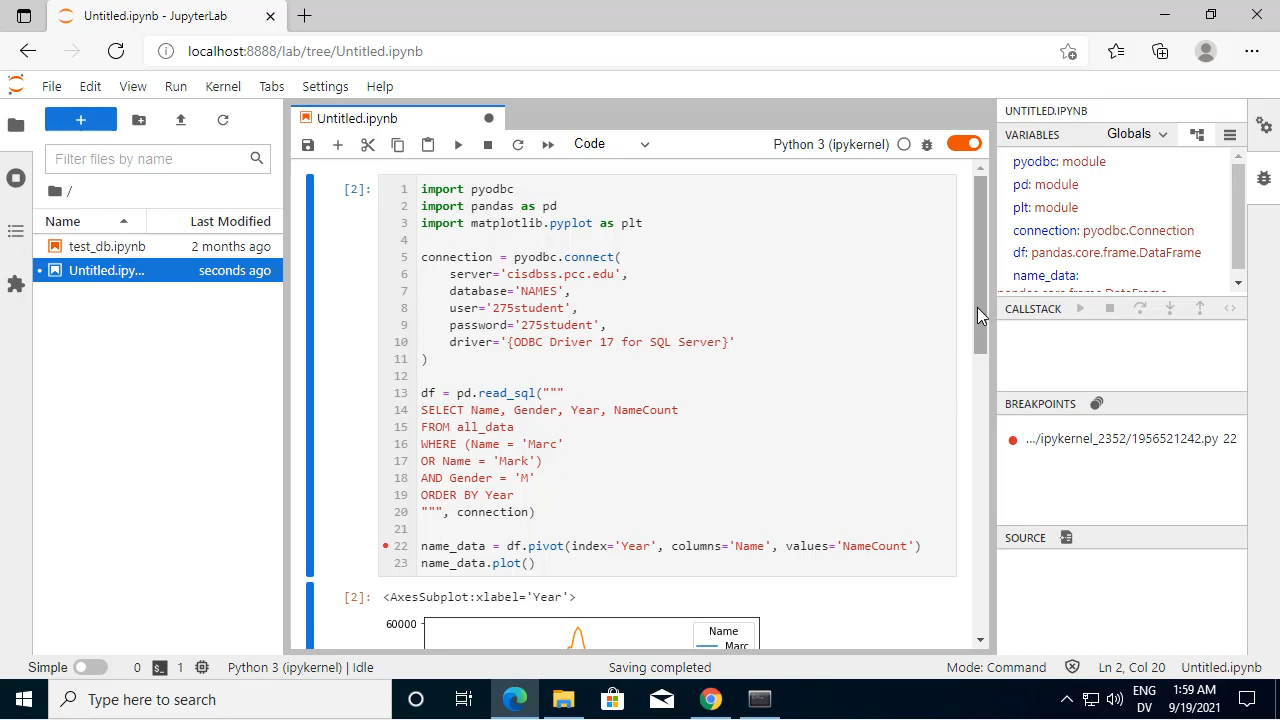 Untitled.ipynb - JupyterLab
localhost:8888/lab/tree/Untitled.ipynb
File Edit View Run Kernel Tabs Settings Help
Filter files by name
/
Name Last Modified
test_db.ipynb 2 months ago
Untitled.ipy... seconds ago
Untitled.ipynb
Code
Python 3 (ipykernel)
[2]:
1 import pyodbc
2 import pandas as pd
3 import matplotlib.pyplot as plt
4
5 connection = pyodbc.connect(
6 server='cisdbss.pcc.edu',
7 database='NAMES',
8 user='275student',
9 password='275student',
10 driver='{ODBC Driver 17 for SQL Server}'
11 )
12
13 df = pd.read_sql("""
14 SELECT Name, Gender, Year, NameCount
15 FROM all_data
16 WHERE (Name = 'Marc'
17 OR Name = 'Mark')
18 AND Gender = 'M'
19 ORDER BY Year
20 """, connection)
21
22 name_data = df.pivot(index='Year', columns='Name', values='NameCount')
23 name_data.plot()
[2]: <AxesSubplot:xlabel='Year'>
60000
Name
Marc
UNTITLED.IPYNB
VARIABLES Globals
pyodbc: module
pd: module
plt: module
connection: pyodbc.Connection
df: pandas.core.frame.DataFrame
name_data:
pandas.core.frame.DataFrame
CALLSTACK
BREAKPOINTS
.../ipykernel_2352/1956521242.py 22
SOURCE
Simple 0 1 Python 3 (ipykernel) | Idle Saving completed Mode: Command Ln 2, Col 20 Untitled.ipynb
Type here to search
ENG
DV
1:59 AM
9/19/2021